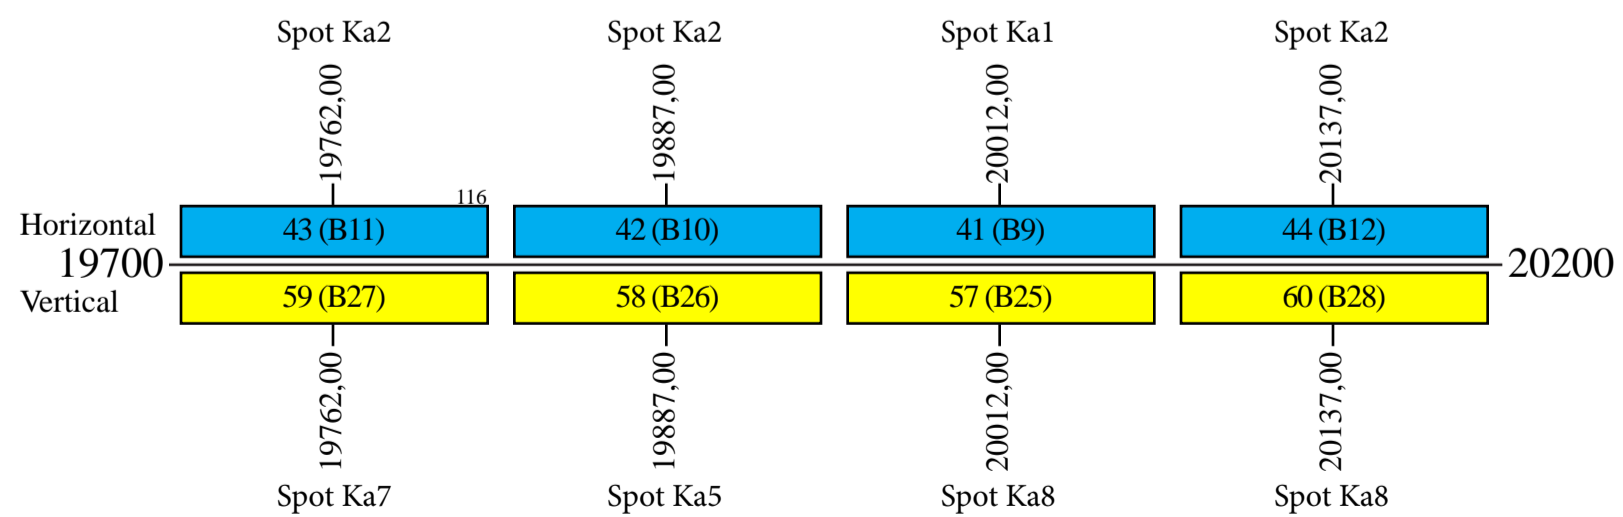 Spot Ka2 Spot Ka2 Spot Ka1 Spot Ka2
19762,00 19887,00 20012,00 20137,00
116
Horizontal 43 (B11) 42 (B10) 41 (B9) 44 (B12)
19700 20200
Vertical 59 (B27) 58 (B26) 57 (B25) 60 (B28)
19762,00 19887,00 20012,00 20137,00
Spot Ka7 Spot Ka5 Spot Ka8 Spot Ka8